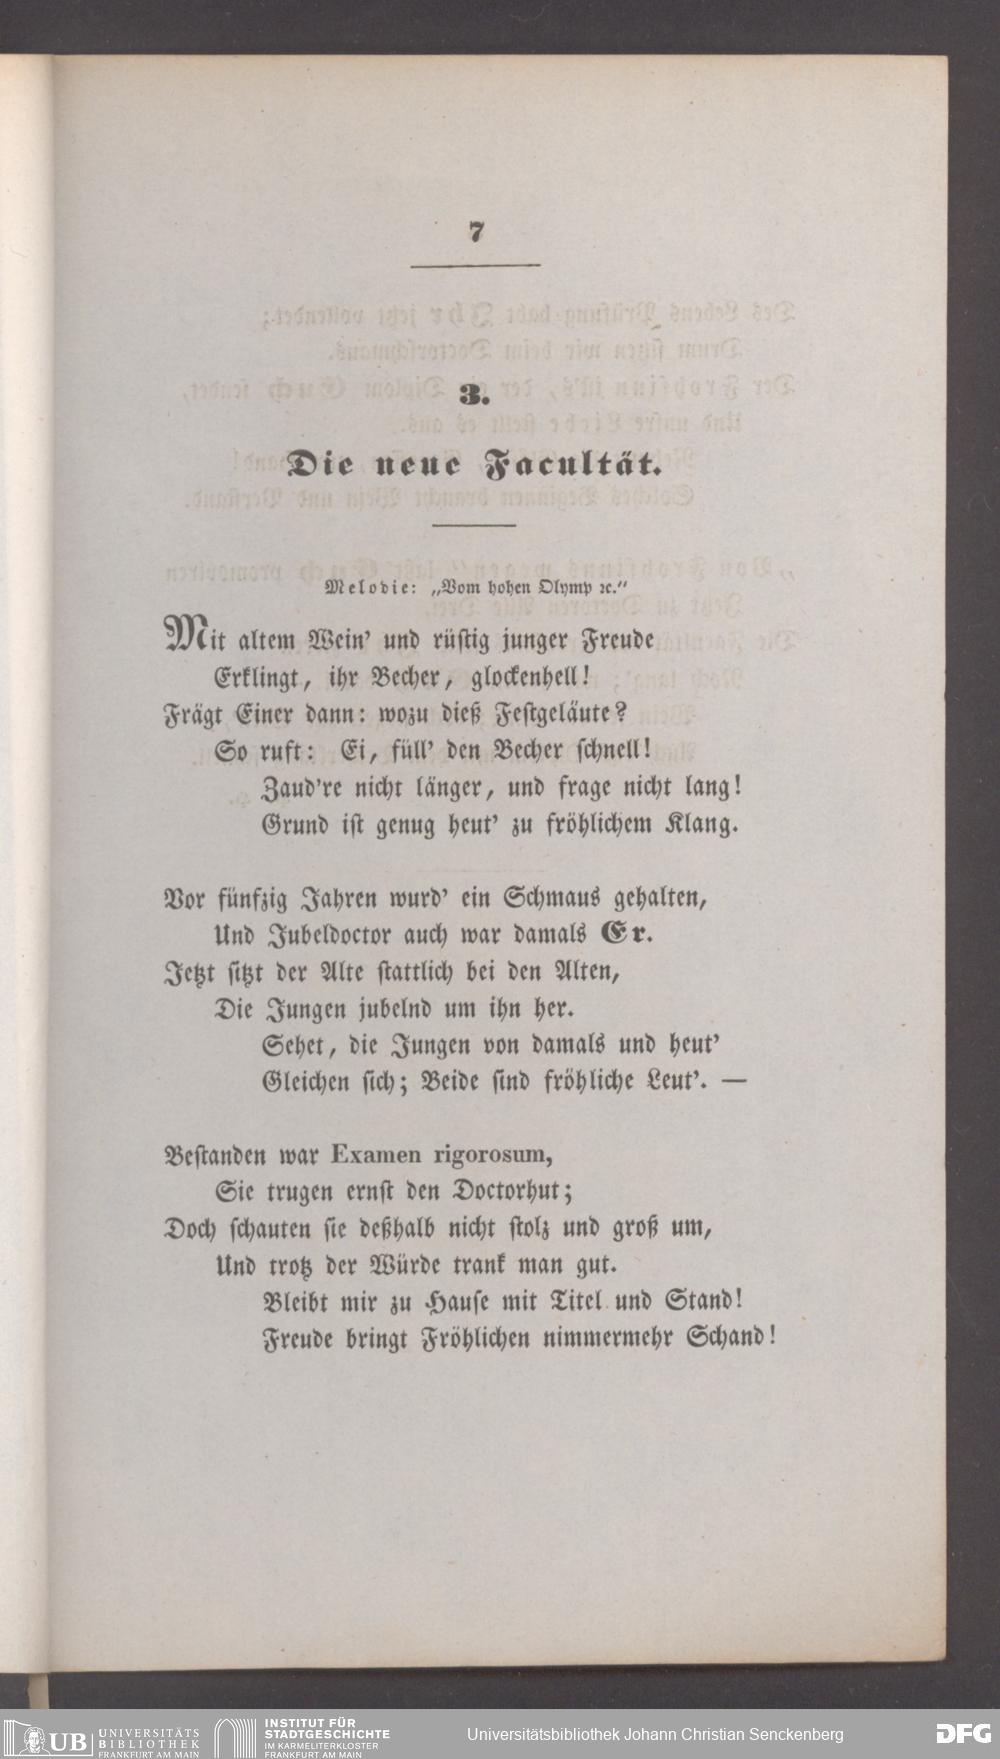 7
3.
Die neue Facultät.
Melodie: „Vom hohen Olymp ꝛc.“
Mit altem Wein’ und rüstig junger Freude
Erklingt, ihr Becher, glockenhell!
Frägt Einer dann: wozu dieß Festgeläute?
So ruft: Ei, füll’ den Becher schnell!
Zaud’re nicht länger, und frage nicht lang!
Grund ist genug heut’ zu fröhlichem Klang.
Vor fünfzig Jahren wurd’ ein Schmaus gehalten,
Und Jubeldoctor auch war damals Er.
Jetzt sitzt der Alte stattlich bei den Alten,
Die Jungen jubelnd um ihn her.
Sehet, die Jungen von damals und heut’
Gleichen sich; Beide sind fröhliche Leut’. —
Bestanden war Examen rigorosum,
Sie trugen ernst den Doctorhut;
Doch schauten sie deßhalb nicht stolz und groß um,
Und trotz der Würde trank man gut.
Bleibt mir zu Hause mit Titel und Stand!
Freude bringt Fröhlichen nimmermehr Schand!
UB UNIVERSITÄTS BIBLIOTHEK FRANKFURT AM MAIN
INSTITUT FÜR STADTGESCHICHTE IM KARMELITERKLOSTER FRANKFURT AM MAIN
Universitätsbibliothek Johann Christian Senckenberg
DFG